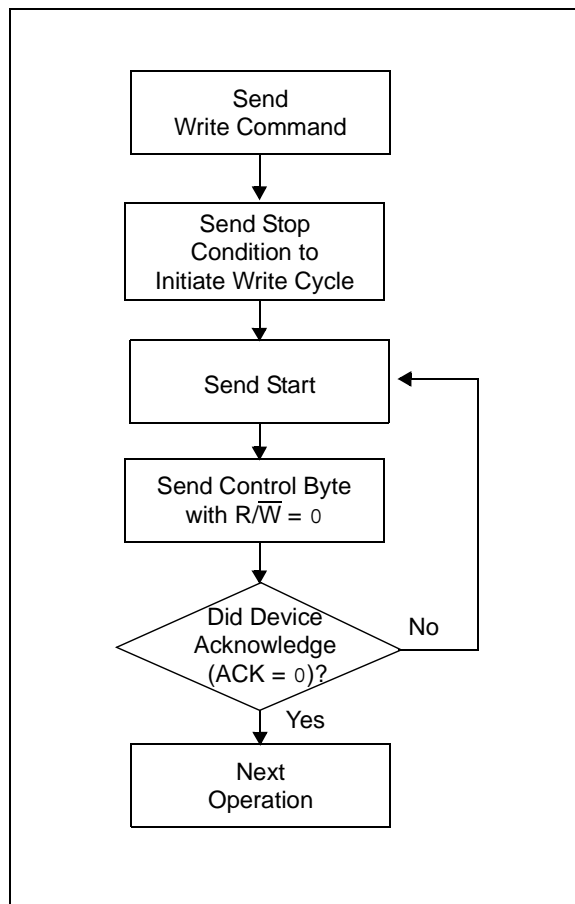 Send
Write Command
Send Stop
Condition to
Initiate Write Cycle
Send Start
Send Control Byte
with R/W̅ = 0
Did Device
Acknowledge
(ACK = 0)?
No
Yes
Next
Operation